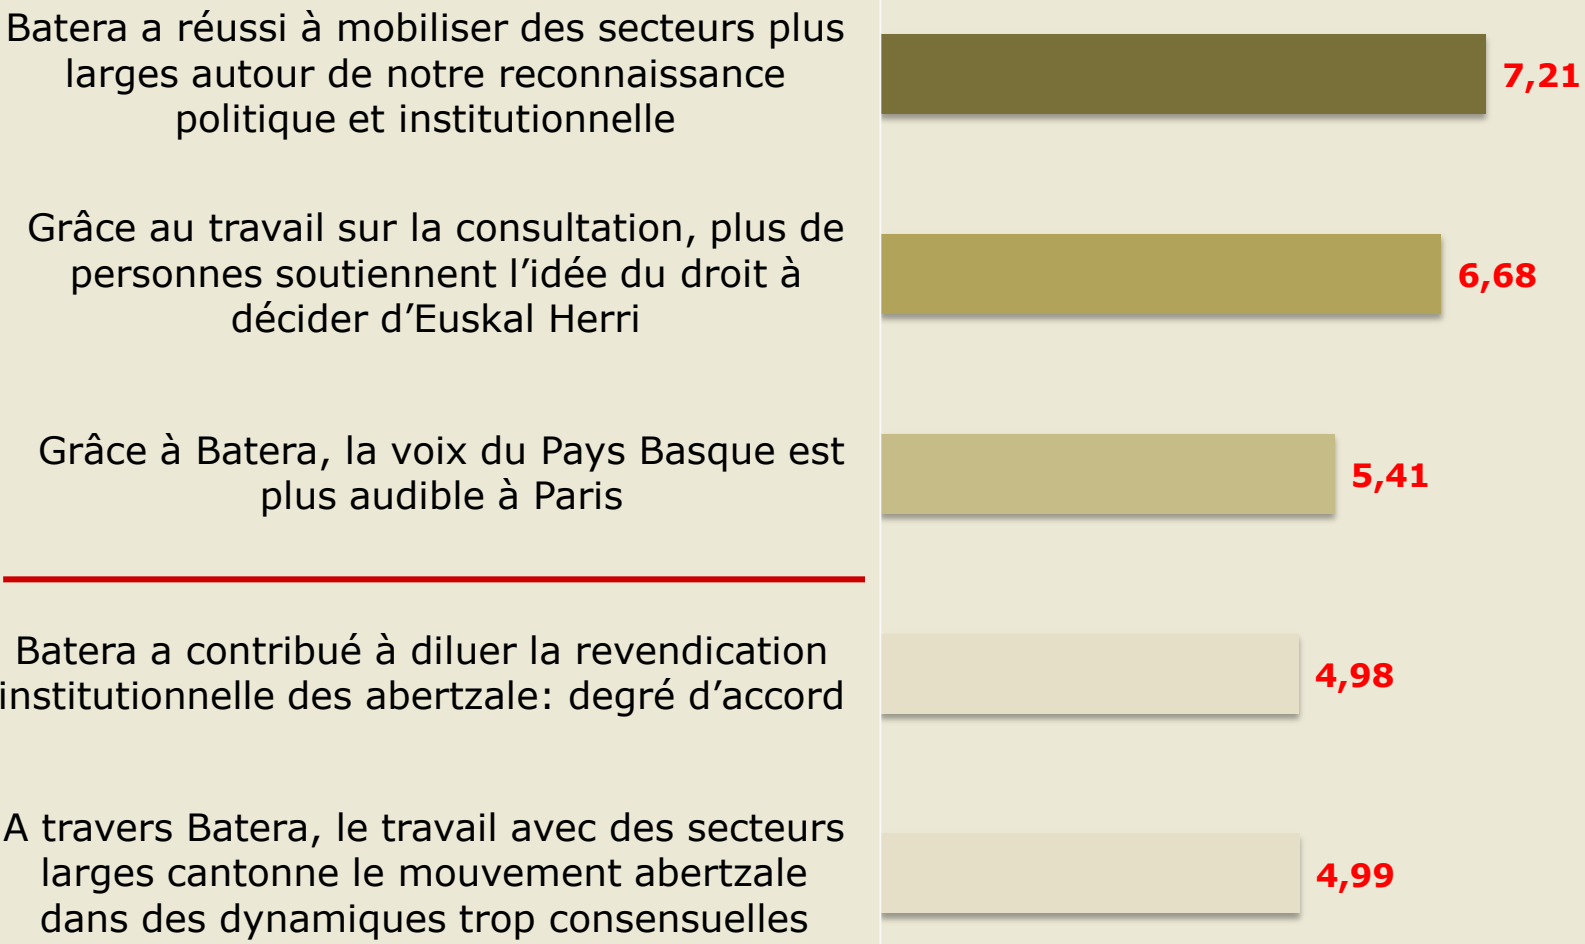 Batera a réussi à mobiliser des secteurs plus
larges autour de notre reconnaissance
politique et institutionnelle
7,21
Grâce au travail sur la consultation, plus de
personnes soutiennent l’idée du droit à
décider d’Euskal Herri
6,68
Grâce à Batera, la voix du Pays Basque est
plus audible à Paris
5,41
Batera a contribué à diluer la revendication
institutionnelle des abertzale: degré d’accord
4,98
A travers Batera, le travail avec des secteurs
larges cantonne le mouvement abertzale
dans des dynamiques trop consensuelles
4,99